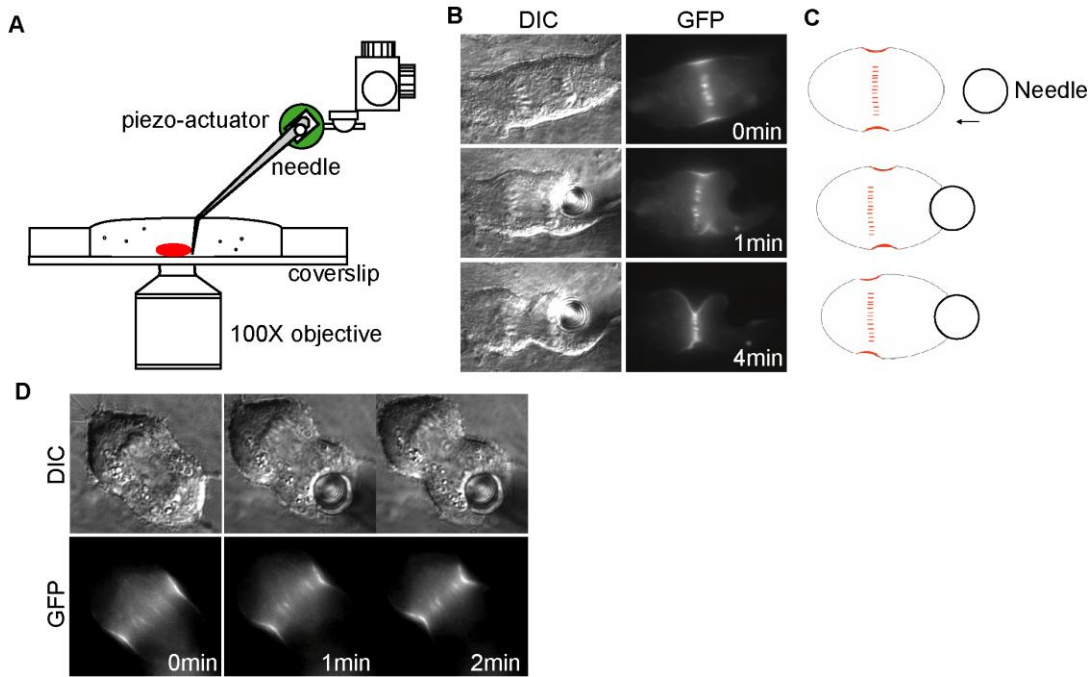 A
piezo-actuator
needle
coverslip
100X objective
B
DIC
GFP
0min
1min
4min
C
Needle
D
DIC
GFP
0min
1min
2min